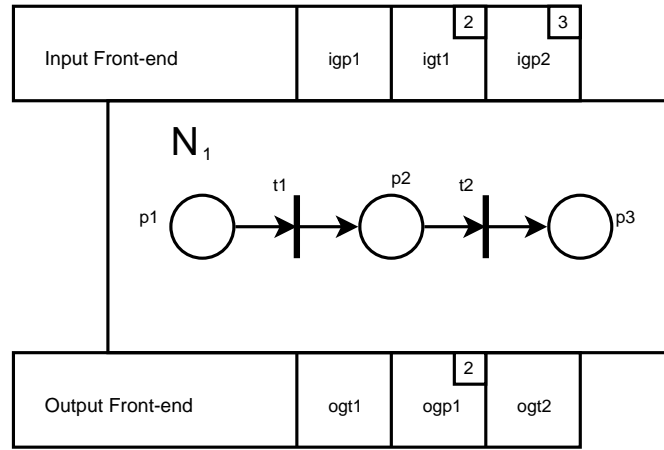 2 3
Input Front-end igp1 igt1 igp2
N1
t1 p2 t2
p1 p3
2
Output Front-end ogt1 ogp1 ogt2